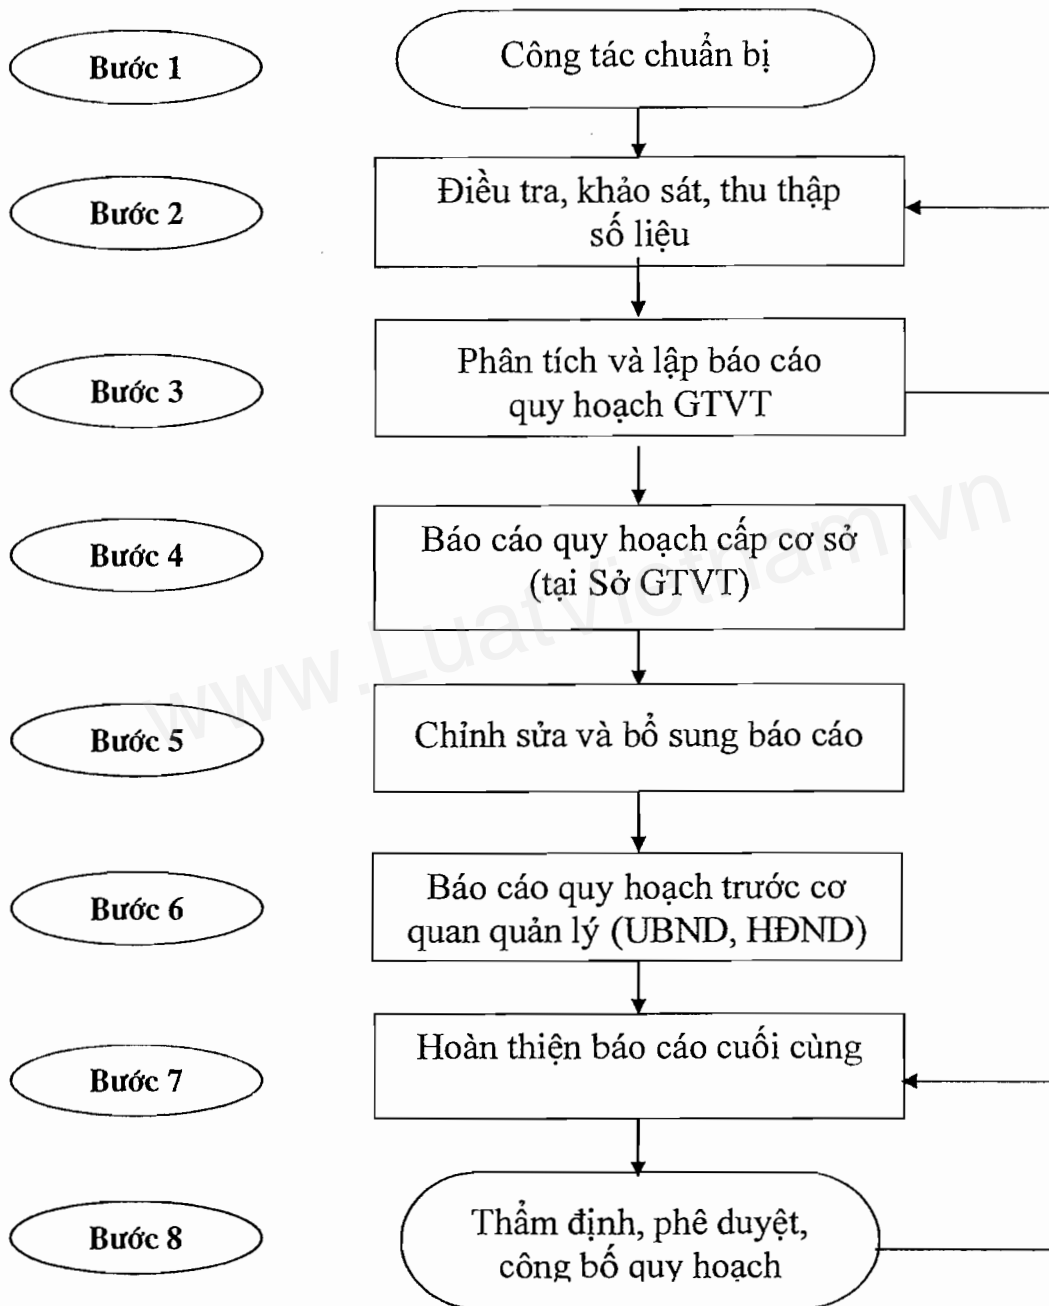 Bước 1
Công tác chuẩn bị
Bước 2
Điều tra, khảo sát, thu thập
số liệu
Bước 3
Phân tích và lập báo cáo
quy hoạch GTVT
Bước 4
Báo cáo quy hoạch cấp cơ sở
(tại Sở GTVT)
www.LuatVietnam.vn
Bước 5
Chỉnh sửa và bổ sung báo cáo
Bước 6
Báo cáo quy hoạch trước cơ
quan quản lý (UBND, HĐND)
Bước 7
Hoàn thiện báo cáo cuối cùng
Bước 8
Thẩm định, phê duyệt,
công bố quy hoạch